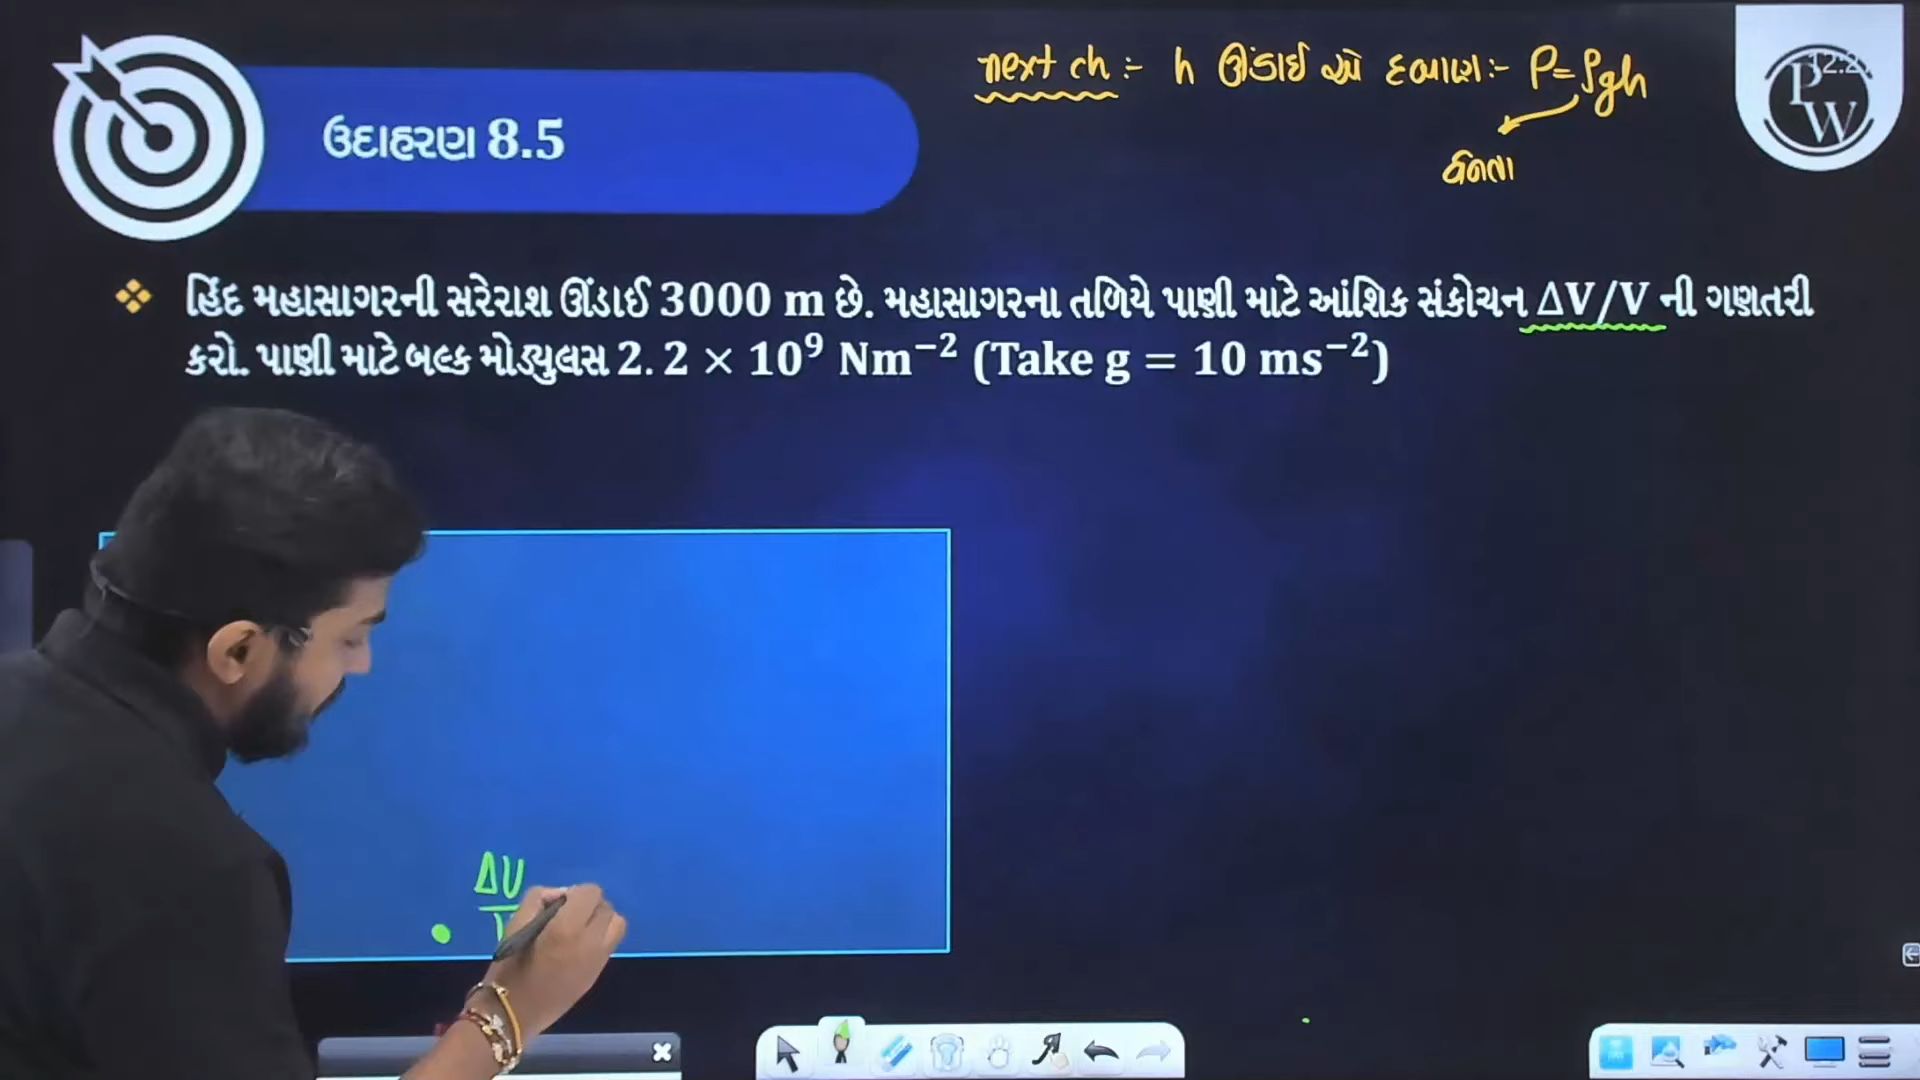 next ch :- h ઊંડાઈ એ દબાણ :- P = ρgh
ઘનતા
PW
ઉદાહરણ 8.5
હિંદ મહાસાગરની સરેરાશ ઊંડાઈ 3000 m છે. મહાસાગરના તળિયે પાણી માટે આંશિક સંકોચન ΔV/V ની ગણતરી
કરો. પાણી માટે બલ્ક મોડ્યુલસ 2.2 × 10⁹ Nm⁻² (Take g = 10 ms⁻²)
ΔV